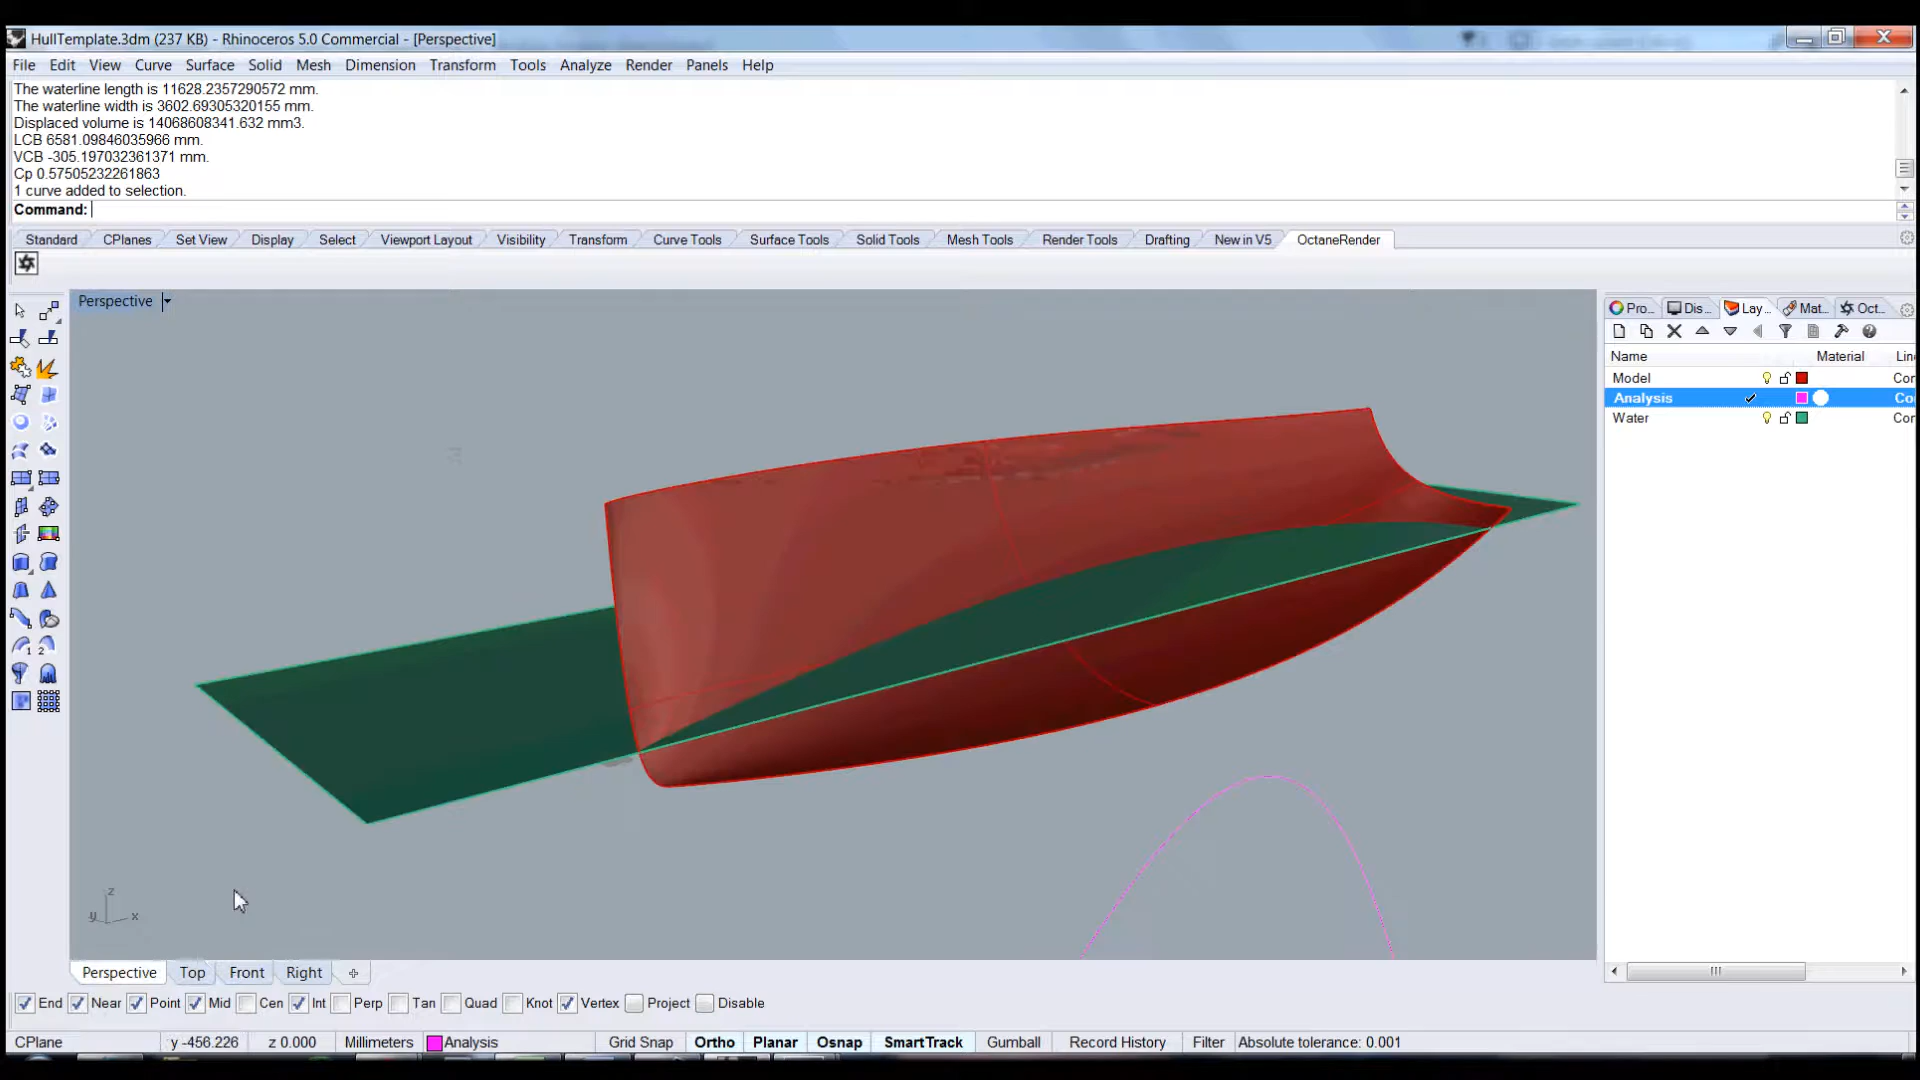 HullTemplate.3dm (237 KB) - Rhinoceros 5.0 Commercial - [Perspective]
File Edit View Curve Surface Solid Mesh Dimension Transform Tools Analyze Render Panels Help
The waterline length is 11628.2357290572 mm.
The waterline width is 3602.69305320155 mm.
Displaced volume is 14068608341.632 mm3.
LCB 6581.09846035966 mm.
VCB -305.197032361371 mm.
Cp 0.57505232261863
1 curve added to selection.
Command:
Standard CPlanes Set View Display Select Viewport Layout Visibility Transform Curve Tools Surface Tools Solid Tools Mesh Tools Render Tools Drafting New in V5 OctaneRender
Perspective
Pro... Dis... Lay... Mat... Oct...
Name Material Lin
Model Cor
Analysis Co
Water Cor
z
y x
Perspective Top Front Right
End Near Point Mid Cen Int Perp Tan Quad Knot Vertex Project Disable
CPlane y -456.226 z 0.000 Millimeters Analysis Grid Snap Ortho Planar Osnap SmartTrack Gumball Record History Filter Absolute tolerance: 0.001